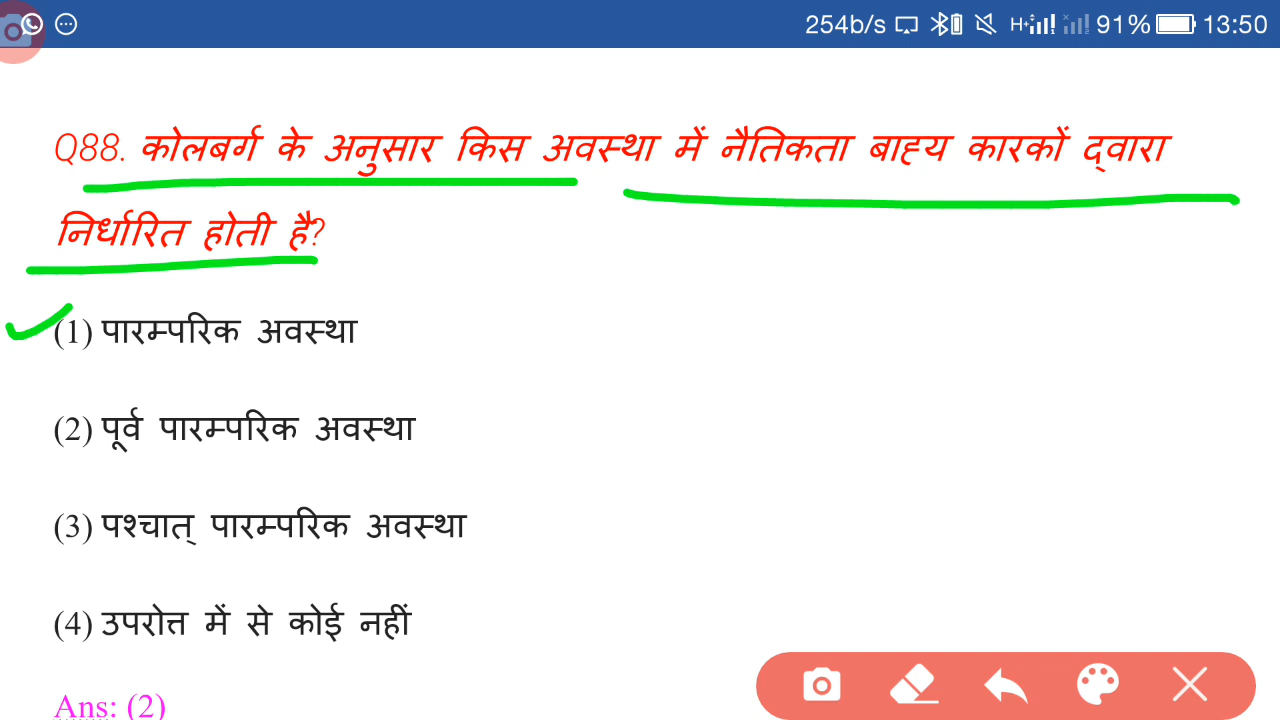 254b/s H+ 91% 13:50
Q88. कोलबर्ग के अनुसार किस अवस्था में नैतिकता बाह्य कारकों द्वारा
निर्धारित होती है?
(1) पारम्परिक अवस्था
(2) पूर्व पारम्परिक अवस्था
(3) पश्चात् पारम्परिक अवस्था
(4) उपरोत्त में से कोई नहीं
Ans: (2)